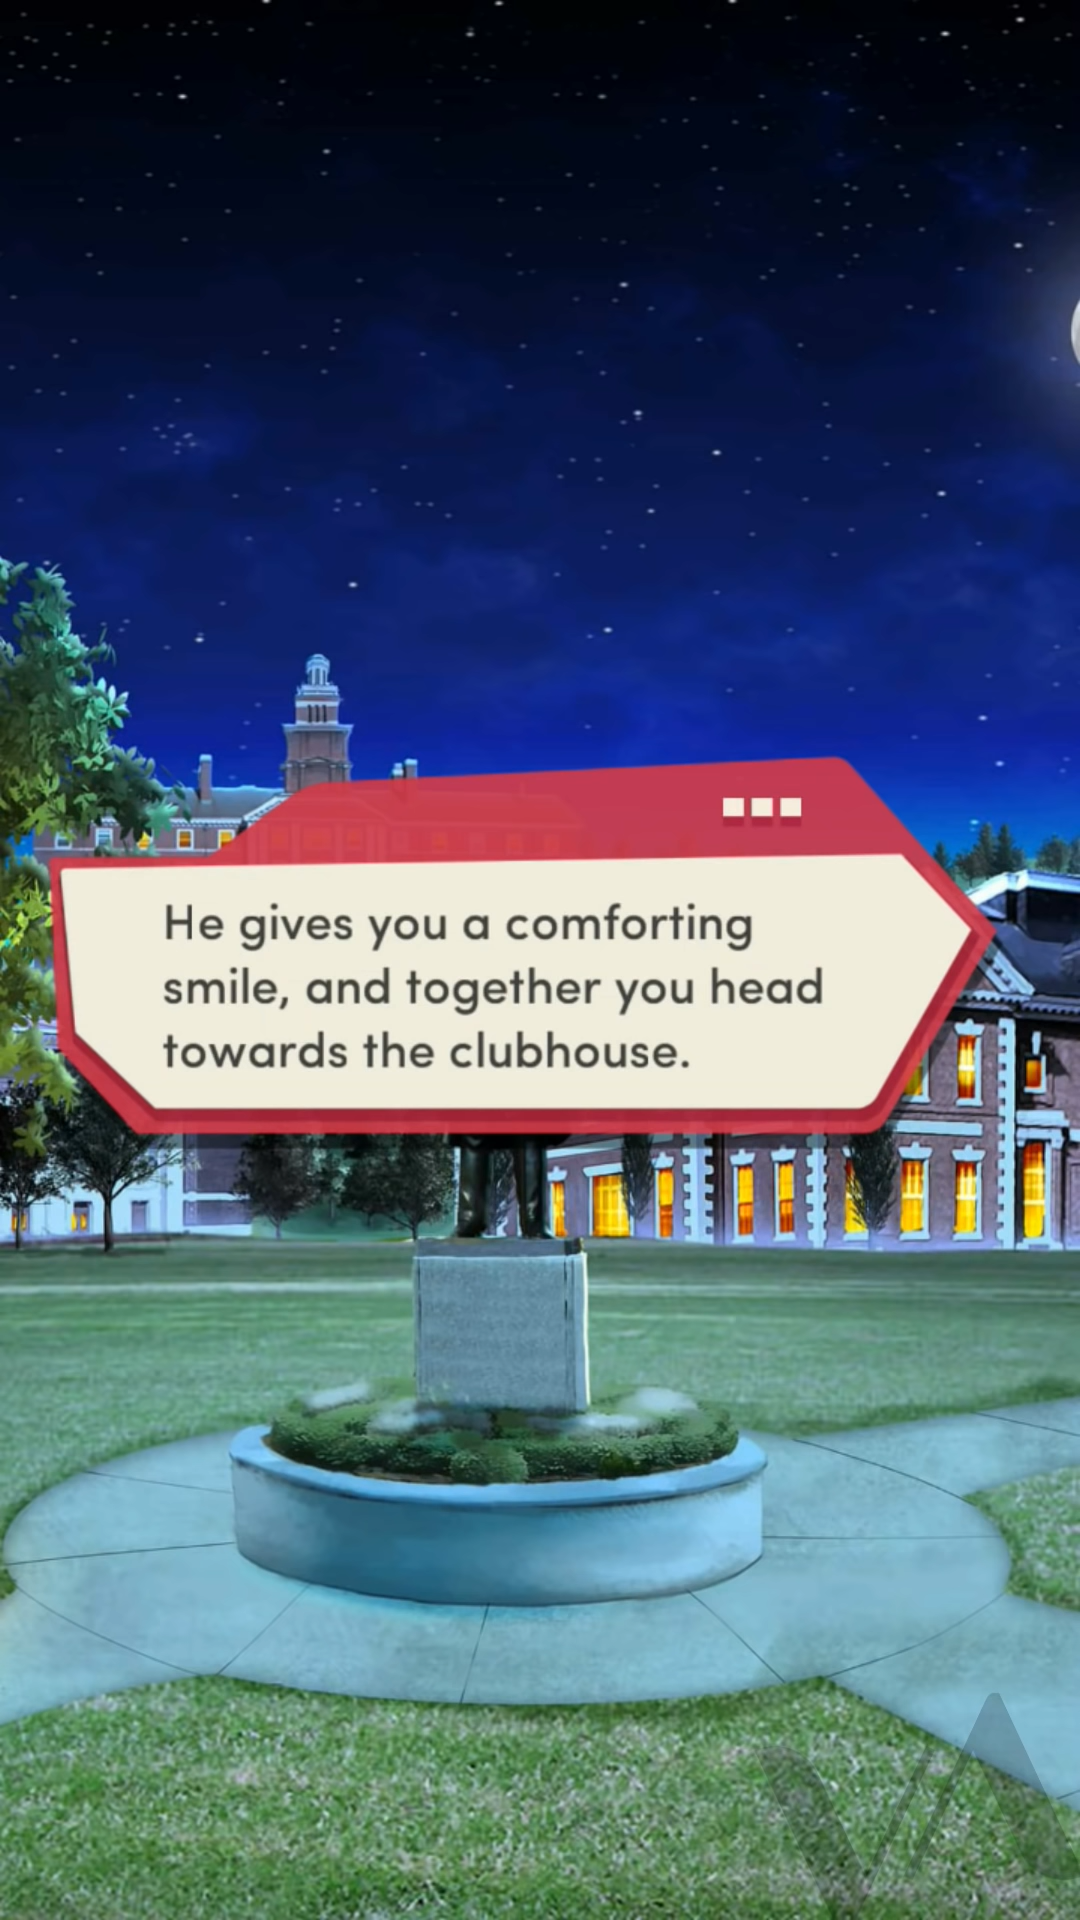 He gives you a comforting
smile, and together you head
towards the clubhouse.